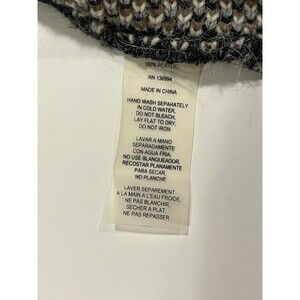 100% ACRYLIC
RN 136994
MADE IN CHINA
HAND WASH SEPARATELY
IN COLD WATER,
DO NOT BLEACH,
LAY FLAT TO DRY,
DO NOT IRON
LAVAR A MANO
SEPARADAMENTE
CON AGUA FRIA,
NO USE BLANQUEADOR,
RECOSTAR PLANAMENTE
PARA SECAR.
NO PLANCHE
LAVER SEPAREMENT
A LA MAIN A L'EAU FROIDE,
NE PAS BLANCHIR,
SECHER A PLAT,
NE PAS REPASSER.